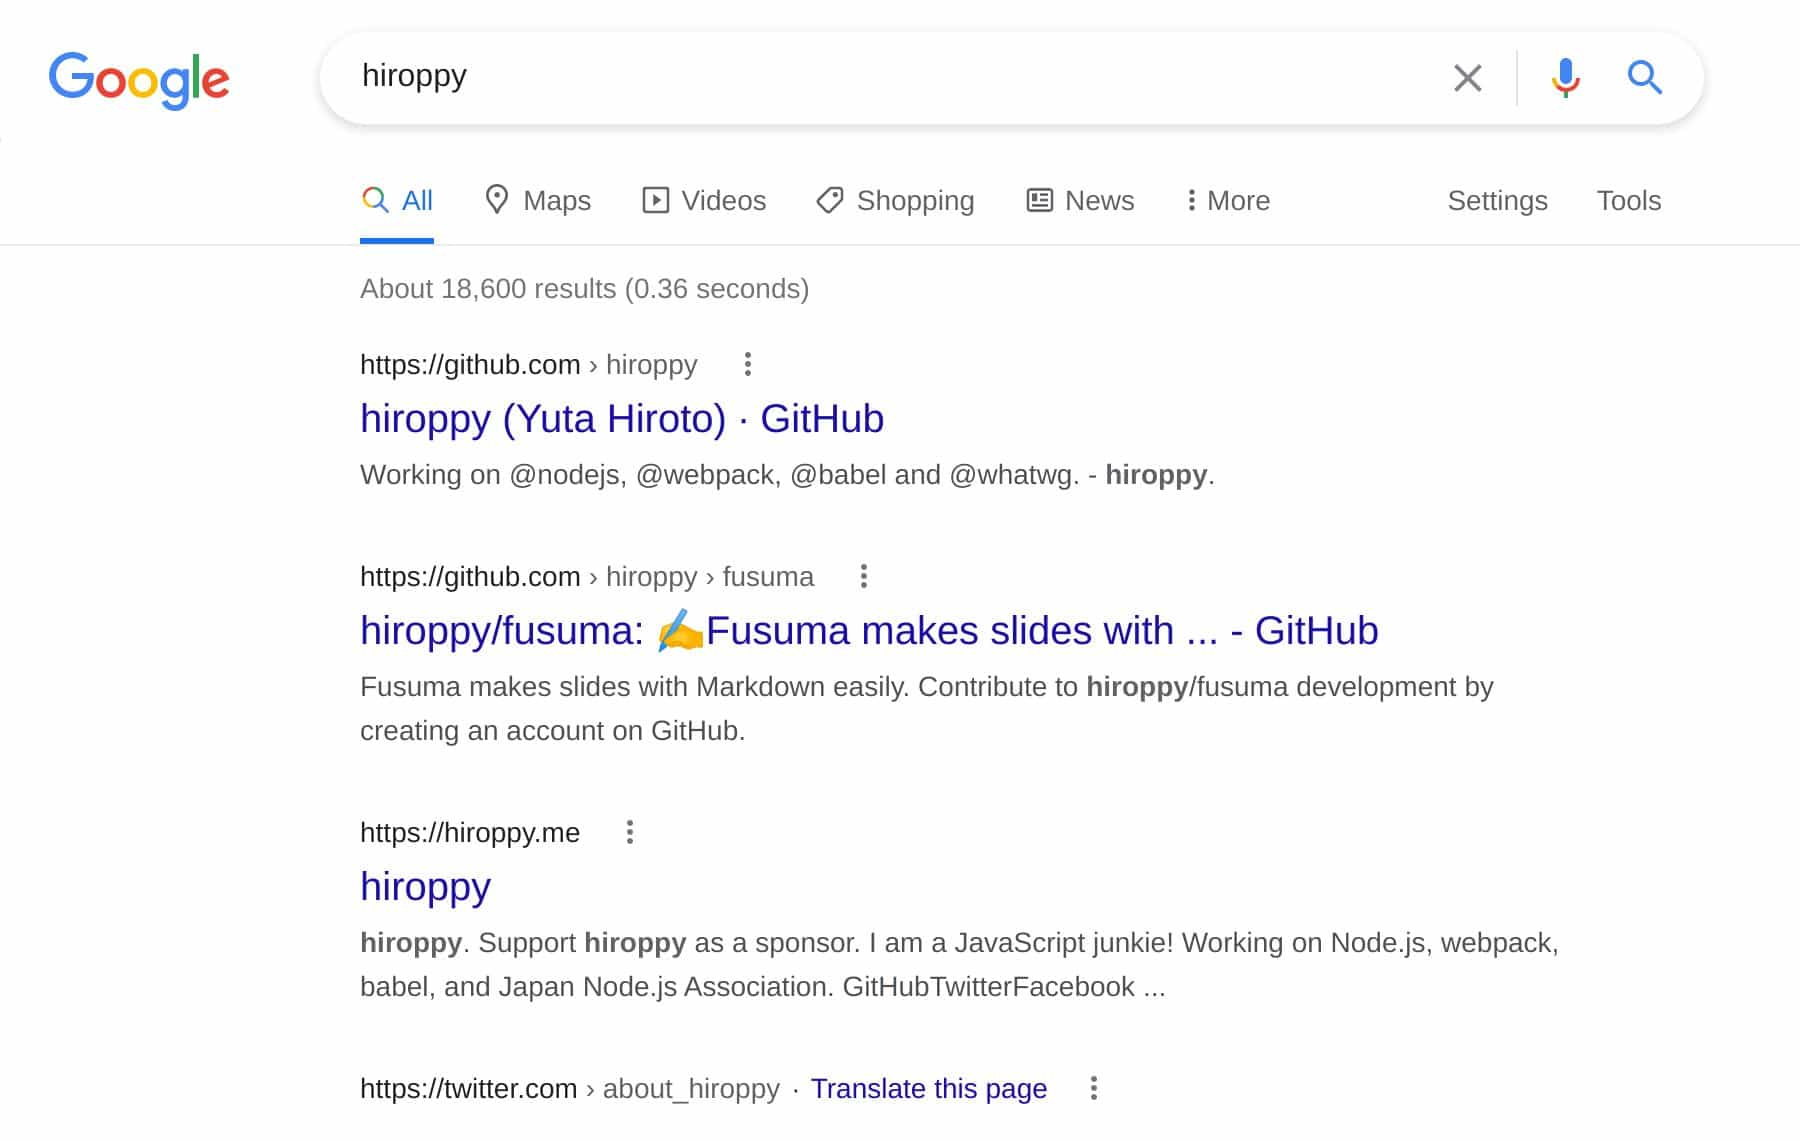 Google
hiroppy
All Maps Videos Shopping News More Settings Tools
About 18,600 results (0.36 seconds)
https://github.com › hiroppy
hiroppy (Yuta Hiroto) · GitHub
Working on @nodejs, @webpack, @babel and @whatwg. - hiroppy.
https://github.com › hiroppy › fusuma
hiroppy/fusuma: ✍Fusuma makes slides with ... - GitHub
Fusuma makes slides with Markdown easily. Contribute to hiroppy/fusuma development by
creating an account on GitHub.
https://hiroppy.me
hiroppy
hiroppy. Support hiroppy as a sponsor. I am a JavaScript junkie! Working on Node.js, webpack,
babel, and Japan Node.js Association. GitHubTwitterFacebook ...
https://twitter.com › about_hiroppy · Translate this page